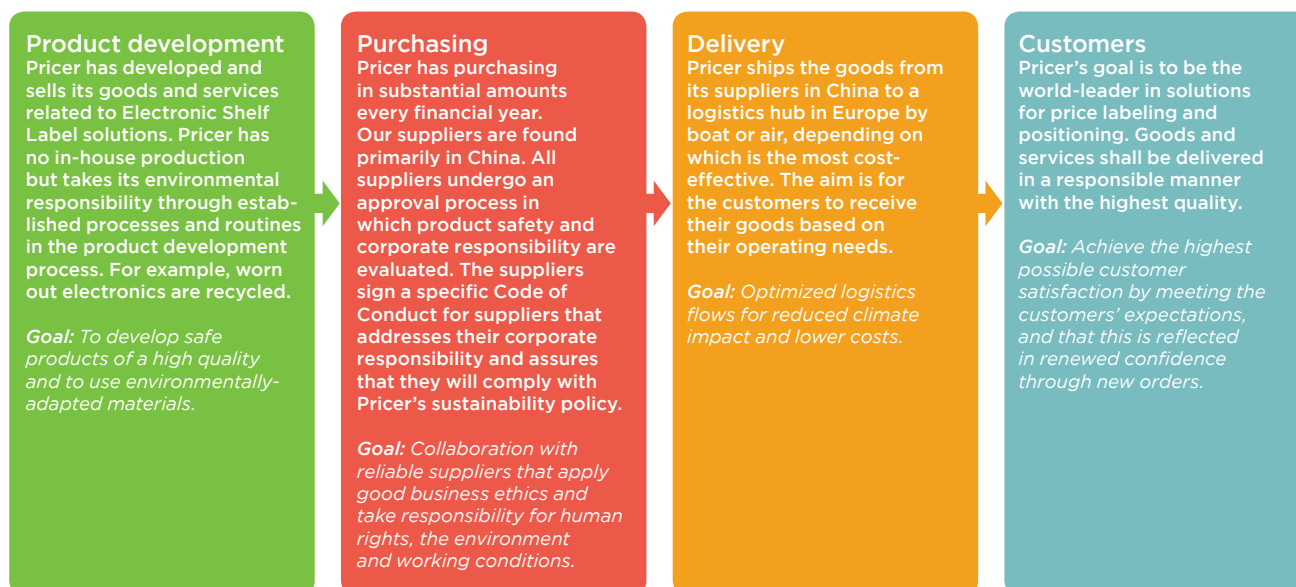 Product development
Pricer has developed and
sells its goods and services
related to Electronic Shelf
Label solutions. Pricer has
no in-house production
but takes its environmental
responsibility through estab-
lished processes and routines
in the product development
process. For example, worn
out electronics are recycled.
Goal: To develop safe
products of a high quality
and to use environmentally-
adapted materials.
Purchasing
Pricer has purchasing
in substantial amounts
every financial year.
Our suppliers are found
primarily in China. All
suppliers undergo an
approval process in
which product safety and
corporate responsibility are
evaluated. The suppliers
sign a specific Code of
Conduct for suppliers that
addresses their corporate
responsibility and assures
that they will comply with
Pricer's sustainability policy.
Goal: Collaboration with
reliable suppliers that apply
good business ethics and
take responsibility for human
rights, the environment
and working conditions.
Delivery
Pricer ships the goods from
its suppliers in China to a
logistics hub in Europe by
boat or air, depending on
which is the most cost-
effective. The aim is for
the customers to receive
their goods based on
their operating needs.
Goal: Optimized logistics
flows for reduced climate
impact and lower costs.
Customers
Pricer's goal is to be the
world-leader in solutions
for price labeling and
positioning. Goods and
services shall be delivered
in a responsible manner
with the highest quality.
Goal: Achieve the highest
possible customer
satisfaction by meeting the
customers' expectations,
and that this is reflected
in renewed confidence
through new orders.